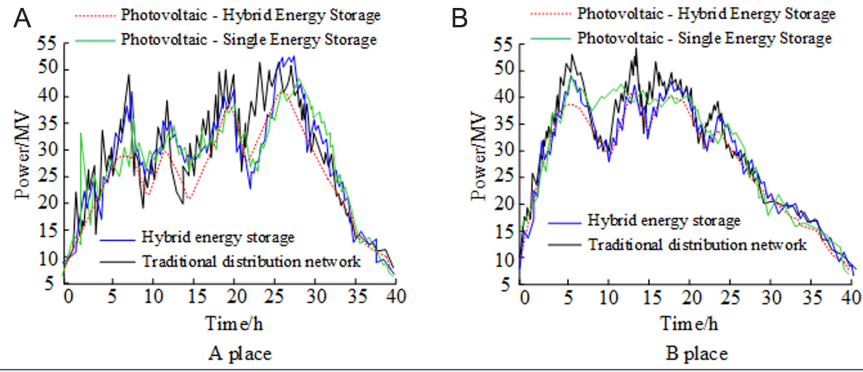 A
Photovoltaic - Hybrid Energy Storage
Photovoltaic - Single Energy Storage
55
50
45
40
35
30
25
20
15
10
5
Power/MV
Hybrid energy storage
Traditional distribution network
0 5 10 15 20 25 30 35 40
Time/h
A place
B
Photovoltaic - Hybrid Energy Storage
Photovoltaic - Single Energy Storage
55
50
45
40
35
30
25
20
15
10
5
Power/MV
Hybrid energy storage
Traditional distribution network
0 5 10 15 20 25 30 35 40
Time/h
B place